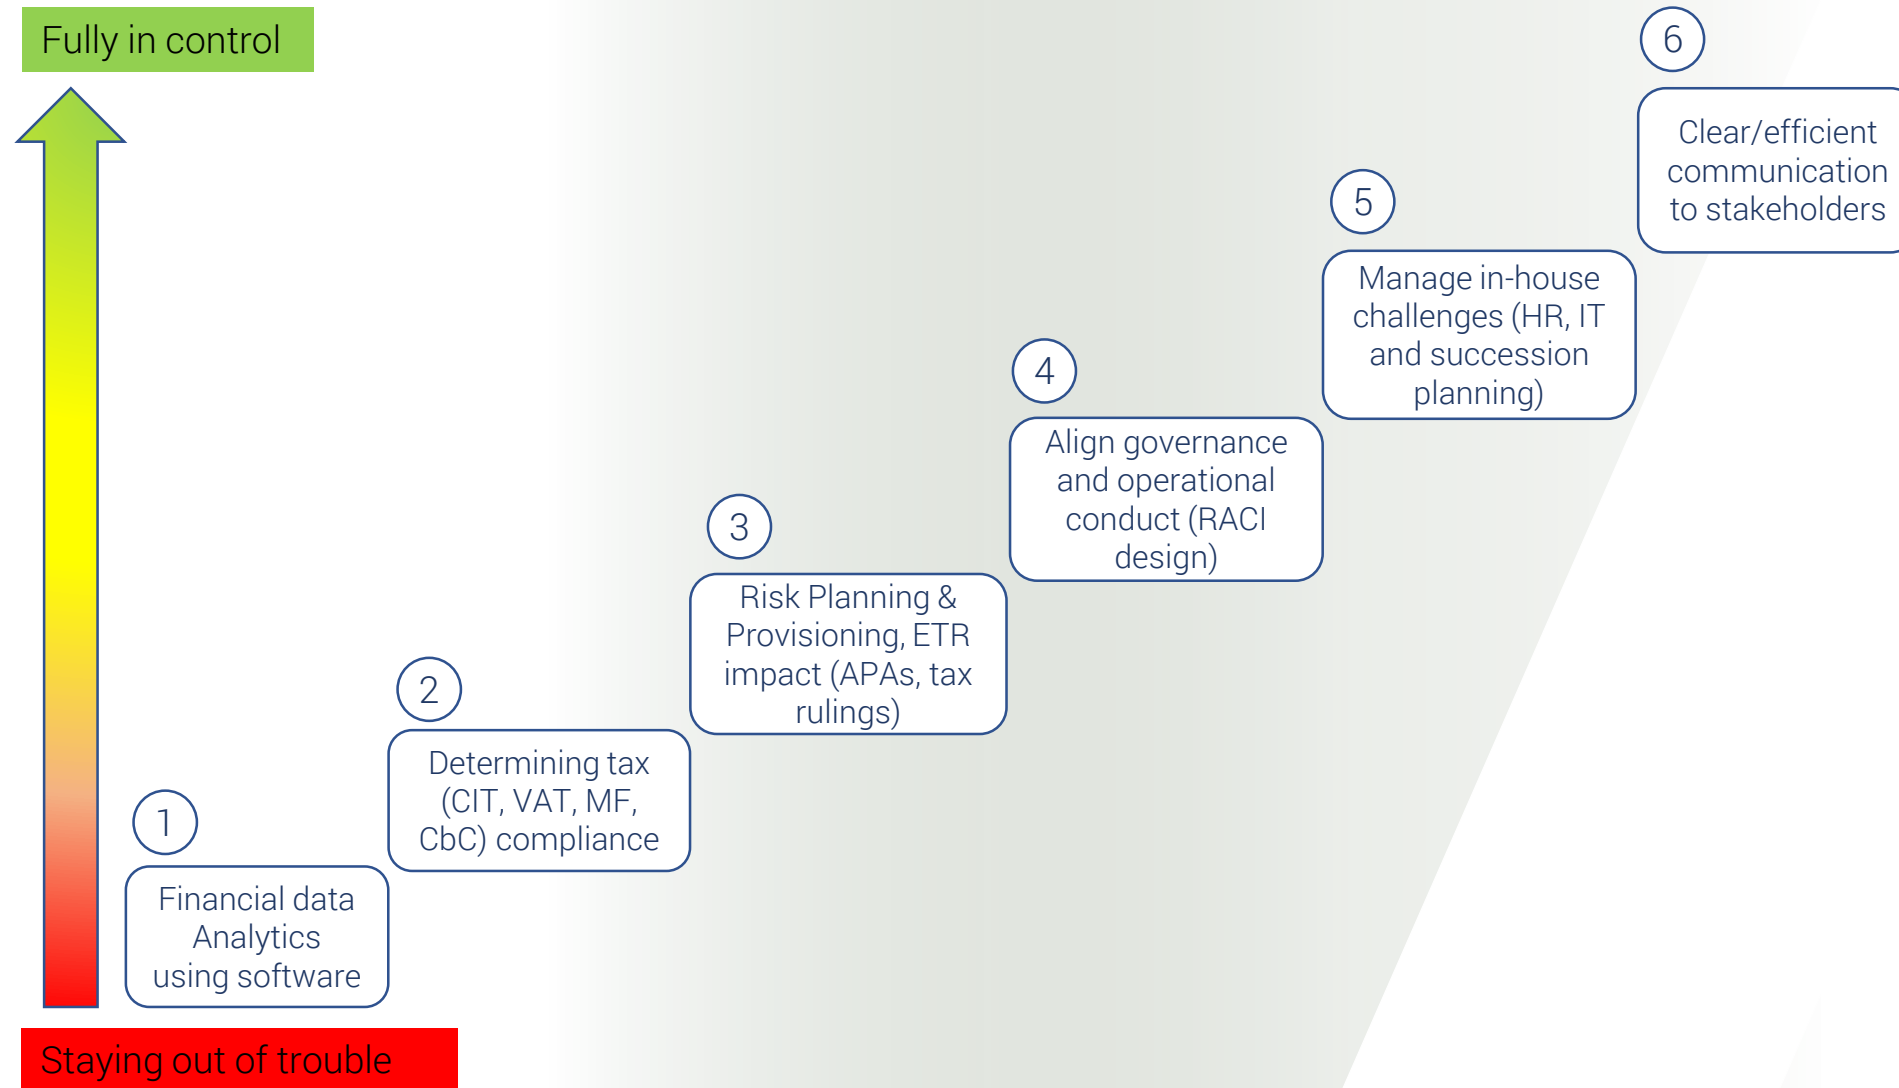 Fully in control
6
Clear/efficient
communication
to stakeholders
5
Manage in-house
challenges (HR, IT
and succession
planning)
4
Align governance
and operational
conduct (RACI
design)
3
Risk Planning &
Provisioning, ETR
impact (APAs, tax
rulings)
2
Determining tax
(CIT, VAT, MF,
CbC) compliance
1
Financial data
Analytics
using software
Staying out of trouble